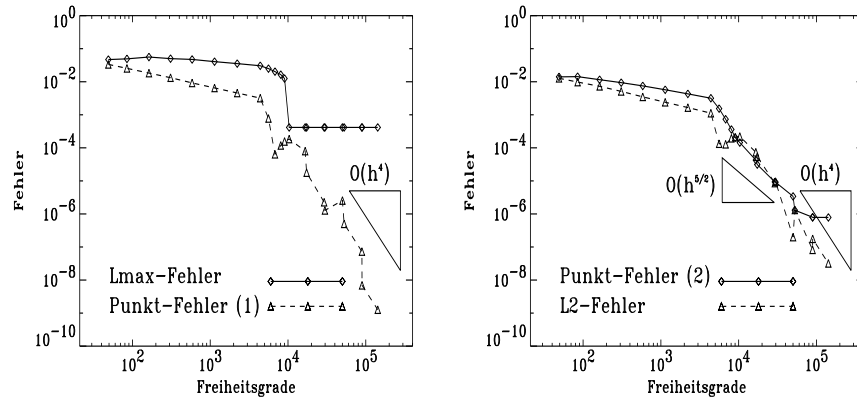 10^0
10^-2
10^-4
10^-6
10^-8
10^-10
Fehler
O(h^4)
Lmax-Fehler
Punkt-Fehler (1)
10^2
10^3
10^4
10^5
Freiheitsgrade
10^0
10^-2
10^-4
10^-6
10^-8
10^-10
Fehler
O(h^5/2)
O(h^4)
Punkt-Fehler (2)
L2-Fehler
10^2
10^3
10^4
10^5
Freiheitsgrade